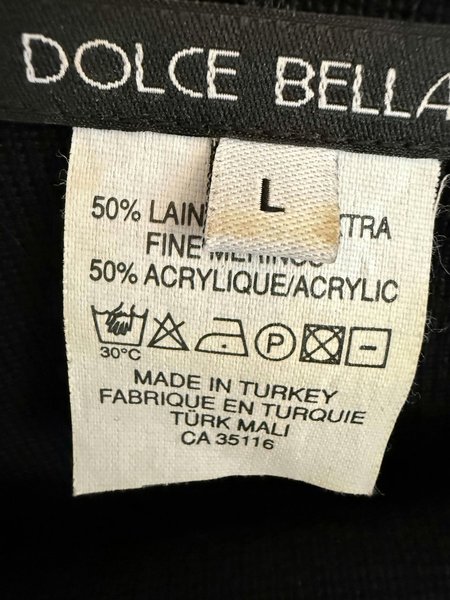 DOLCE BELLA
L
50% LAIN TRA
FINE MERINOS
50% ACRYLIQUE/ACRYLIC
30°C
P
MADE IN TURKEY
FABRIQUE EN TURQUIE
TÜRK MALI
CA 35116